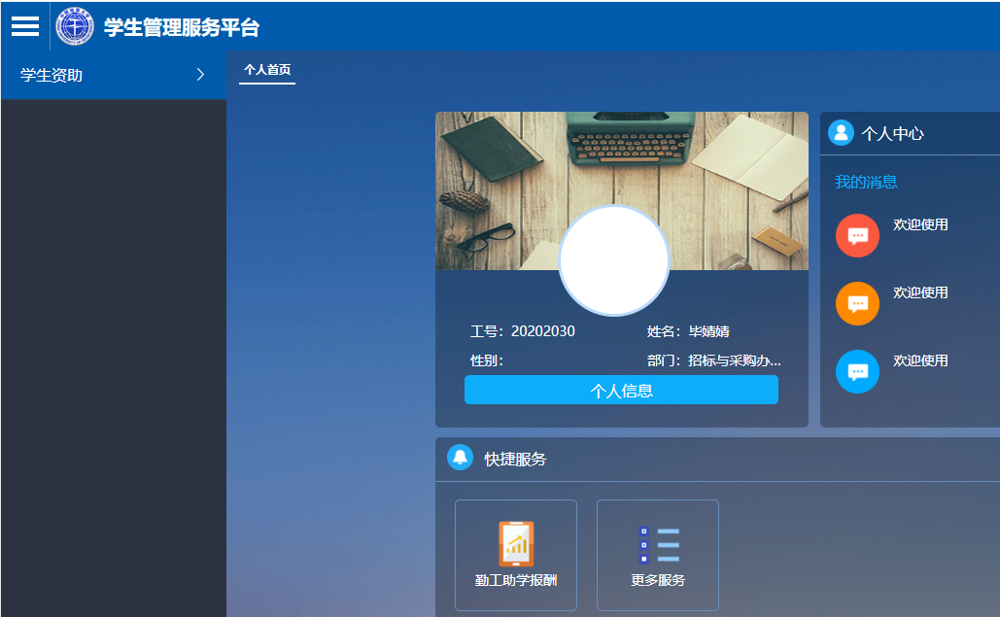 学生管理服务平台
学生资助
个人首页
个人中心
我的消息
欢迎使用
欢迎使用
欢迎使用
工号：20202030
姓名：毕婧婧
性别：
部门：招标与采购办...
个人信息
快捷服务
勤工助学报酬
更多服务